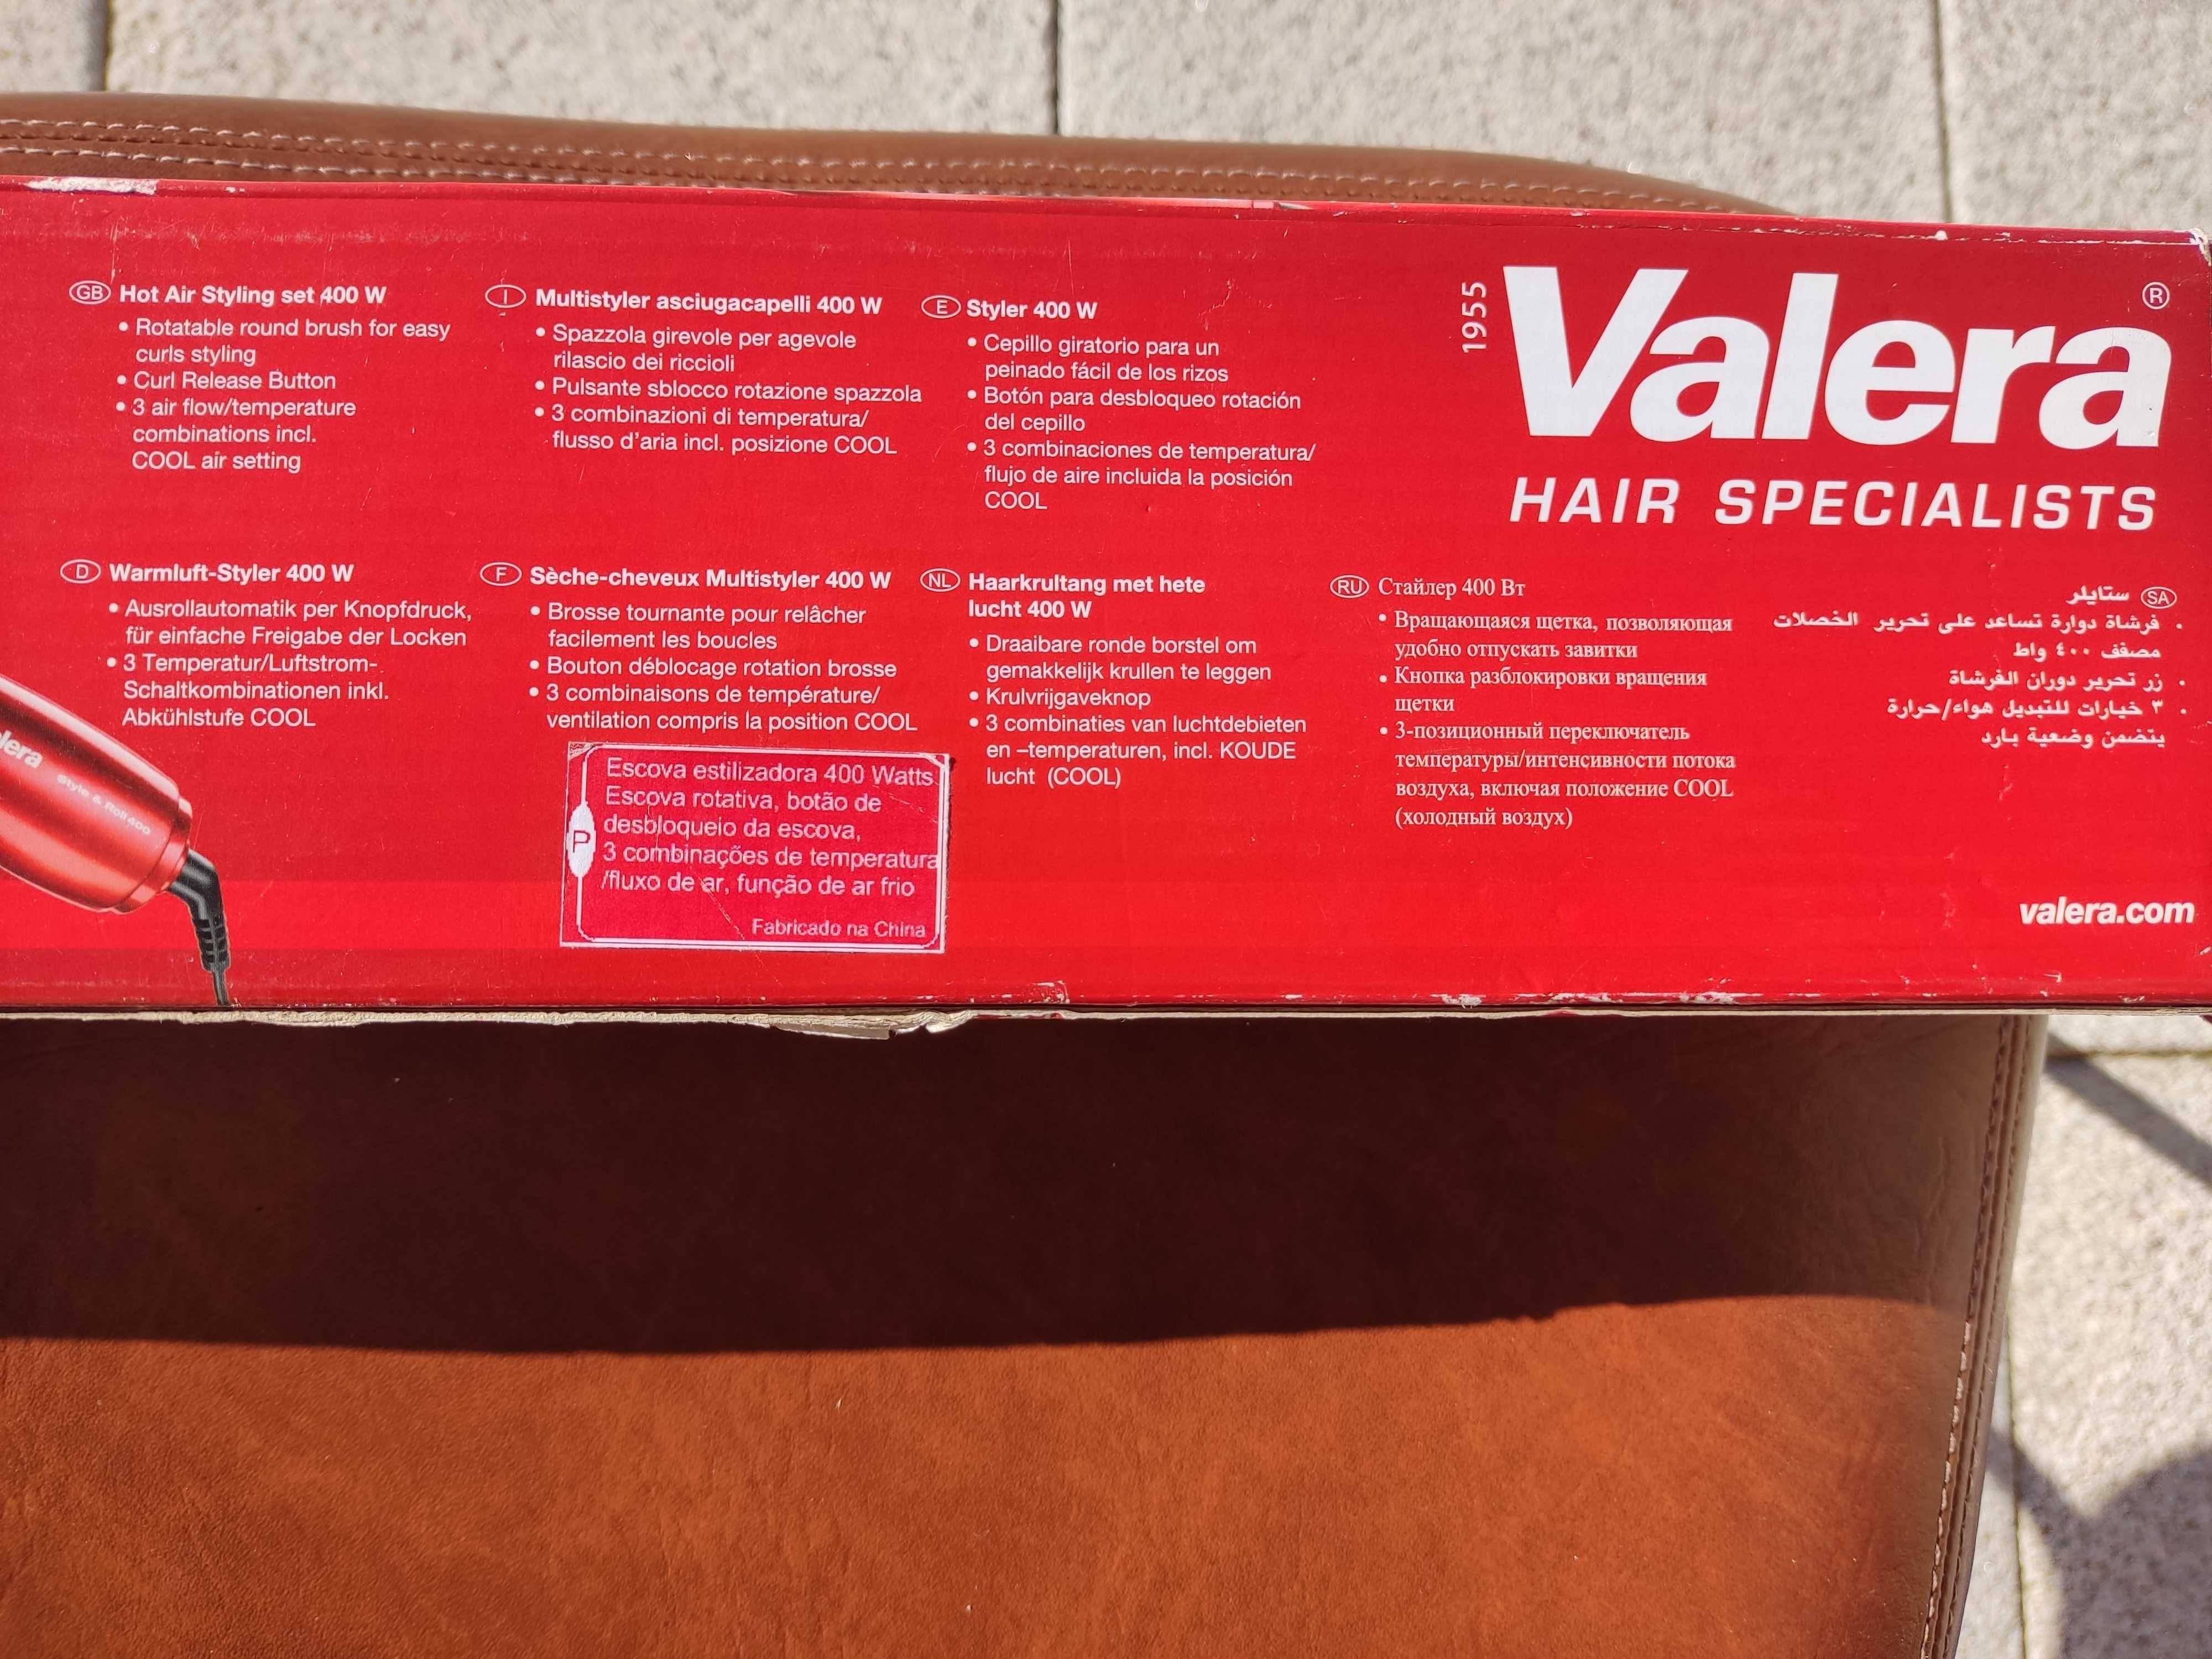 GB Hot Air Styling set 400 W
• Rotatable round brush for easy
curls styling
• Curl Release Button
• 3 air flow/temperature
combinations incl.
COOL air setting
I Multistyler asciugacapelli 400 W
• Spazzola girevole per agevole
rilascio dei riccioli
• Pulsante sblocco rotazione spazzola
• 3 combinazioni di temperatura/
flusso d'aria incl. posizione COOL
E Styler 400 W
• Cepillo giratorio para un
peinado fácil de los rizos
• Botón para desbloqueo rotación
del cepillo
• 3 combinaciones de temperatura/
flujo de aire incluida la posición
COOL
1955
Valera®
HAIR SPECIALISTS
D Warmluft-Styler 400 W
• Ausrollautomatik per Knopfdruck,
für einfache Freigabe der Locken
• 3 Temperatur/Luftstrom-
Schaltkombinationen inkl.
Abkühlstufe COOL
F Sèche-cheveux Multistyler 400 W
• Brosse tournante pour relâcher
facilement les boucles
• Bouton déblocage rotation brosse
• 3 combinaisons de température/
ventilation compris la position COOL
NL Haarkrultang met hete
lucht 400 W
• Draaibare ronde borstel om
gemakkelijk krullen te leggen
• Krulvrijgaveknop
• 3 combinaties van luchtdebieten
en –temperaturen, incl. KOUDE
lucht (COOL)
RU Стайлер 400 Вт
• Вращающаяся щетка, позволяющая
удобно отпускать завитки
• Кнопка разблокировки вращения
щетки
• 3-позиционный переключатель
температуры/интенсивности потока
воздуха, включая положение COOL
(холодный воздух)
SA ستايلر
• فرشاة دوارة تساعد على تحرير الخصلات
مصفف ٤٠٠ واط
• زر تحرير دوران الفرشاة
• ٣ خيارات للتبديل هواء/حرارة
يتضمن وضعية بارد
lera
Style & Roll 400
P
Escova estilizadora 400 Watts.
Escova rotativa, botão de
desbloqueio da escova,
3 combinações de temperatura
/fluxo de ar, função de ar frio
Fabricado na China
valera.com